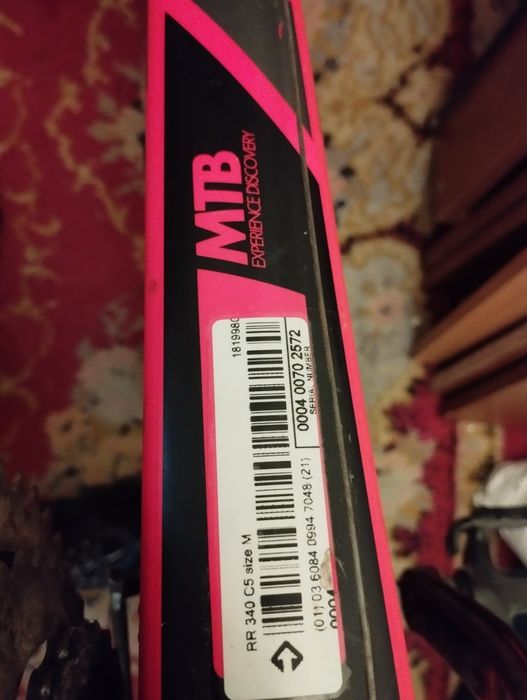 MTB
EXPERIENCE DISCOVERY
1819980
0004 0070 2572
SERIAL NUMBER
RR 340 C5 size M
(01) 03 6084 0994 7048 (21)
0004